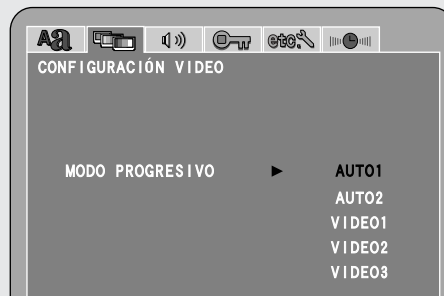 Aa etc.
CONFIGURACIÓN VIDEO
MODO PROGRESIVO ► AUTO1
AUTO2
VIDEO1
VIDEO2
VIDEO3